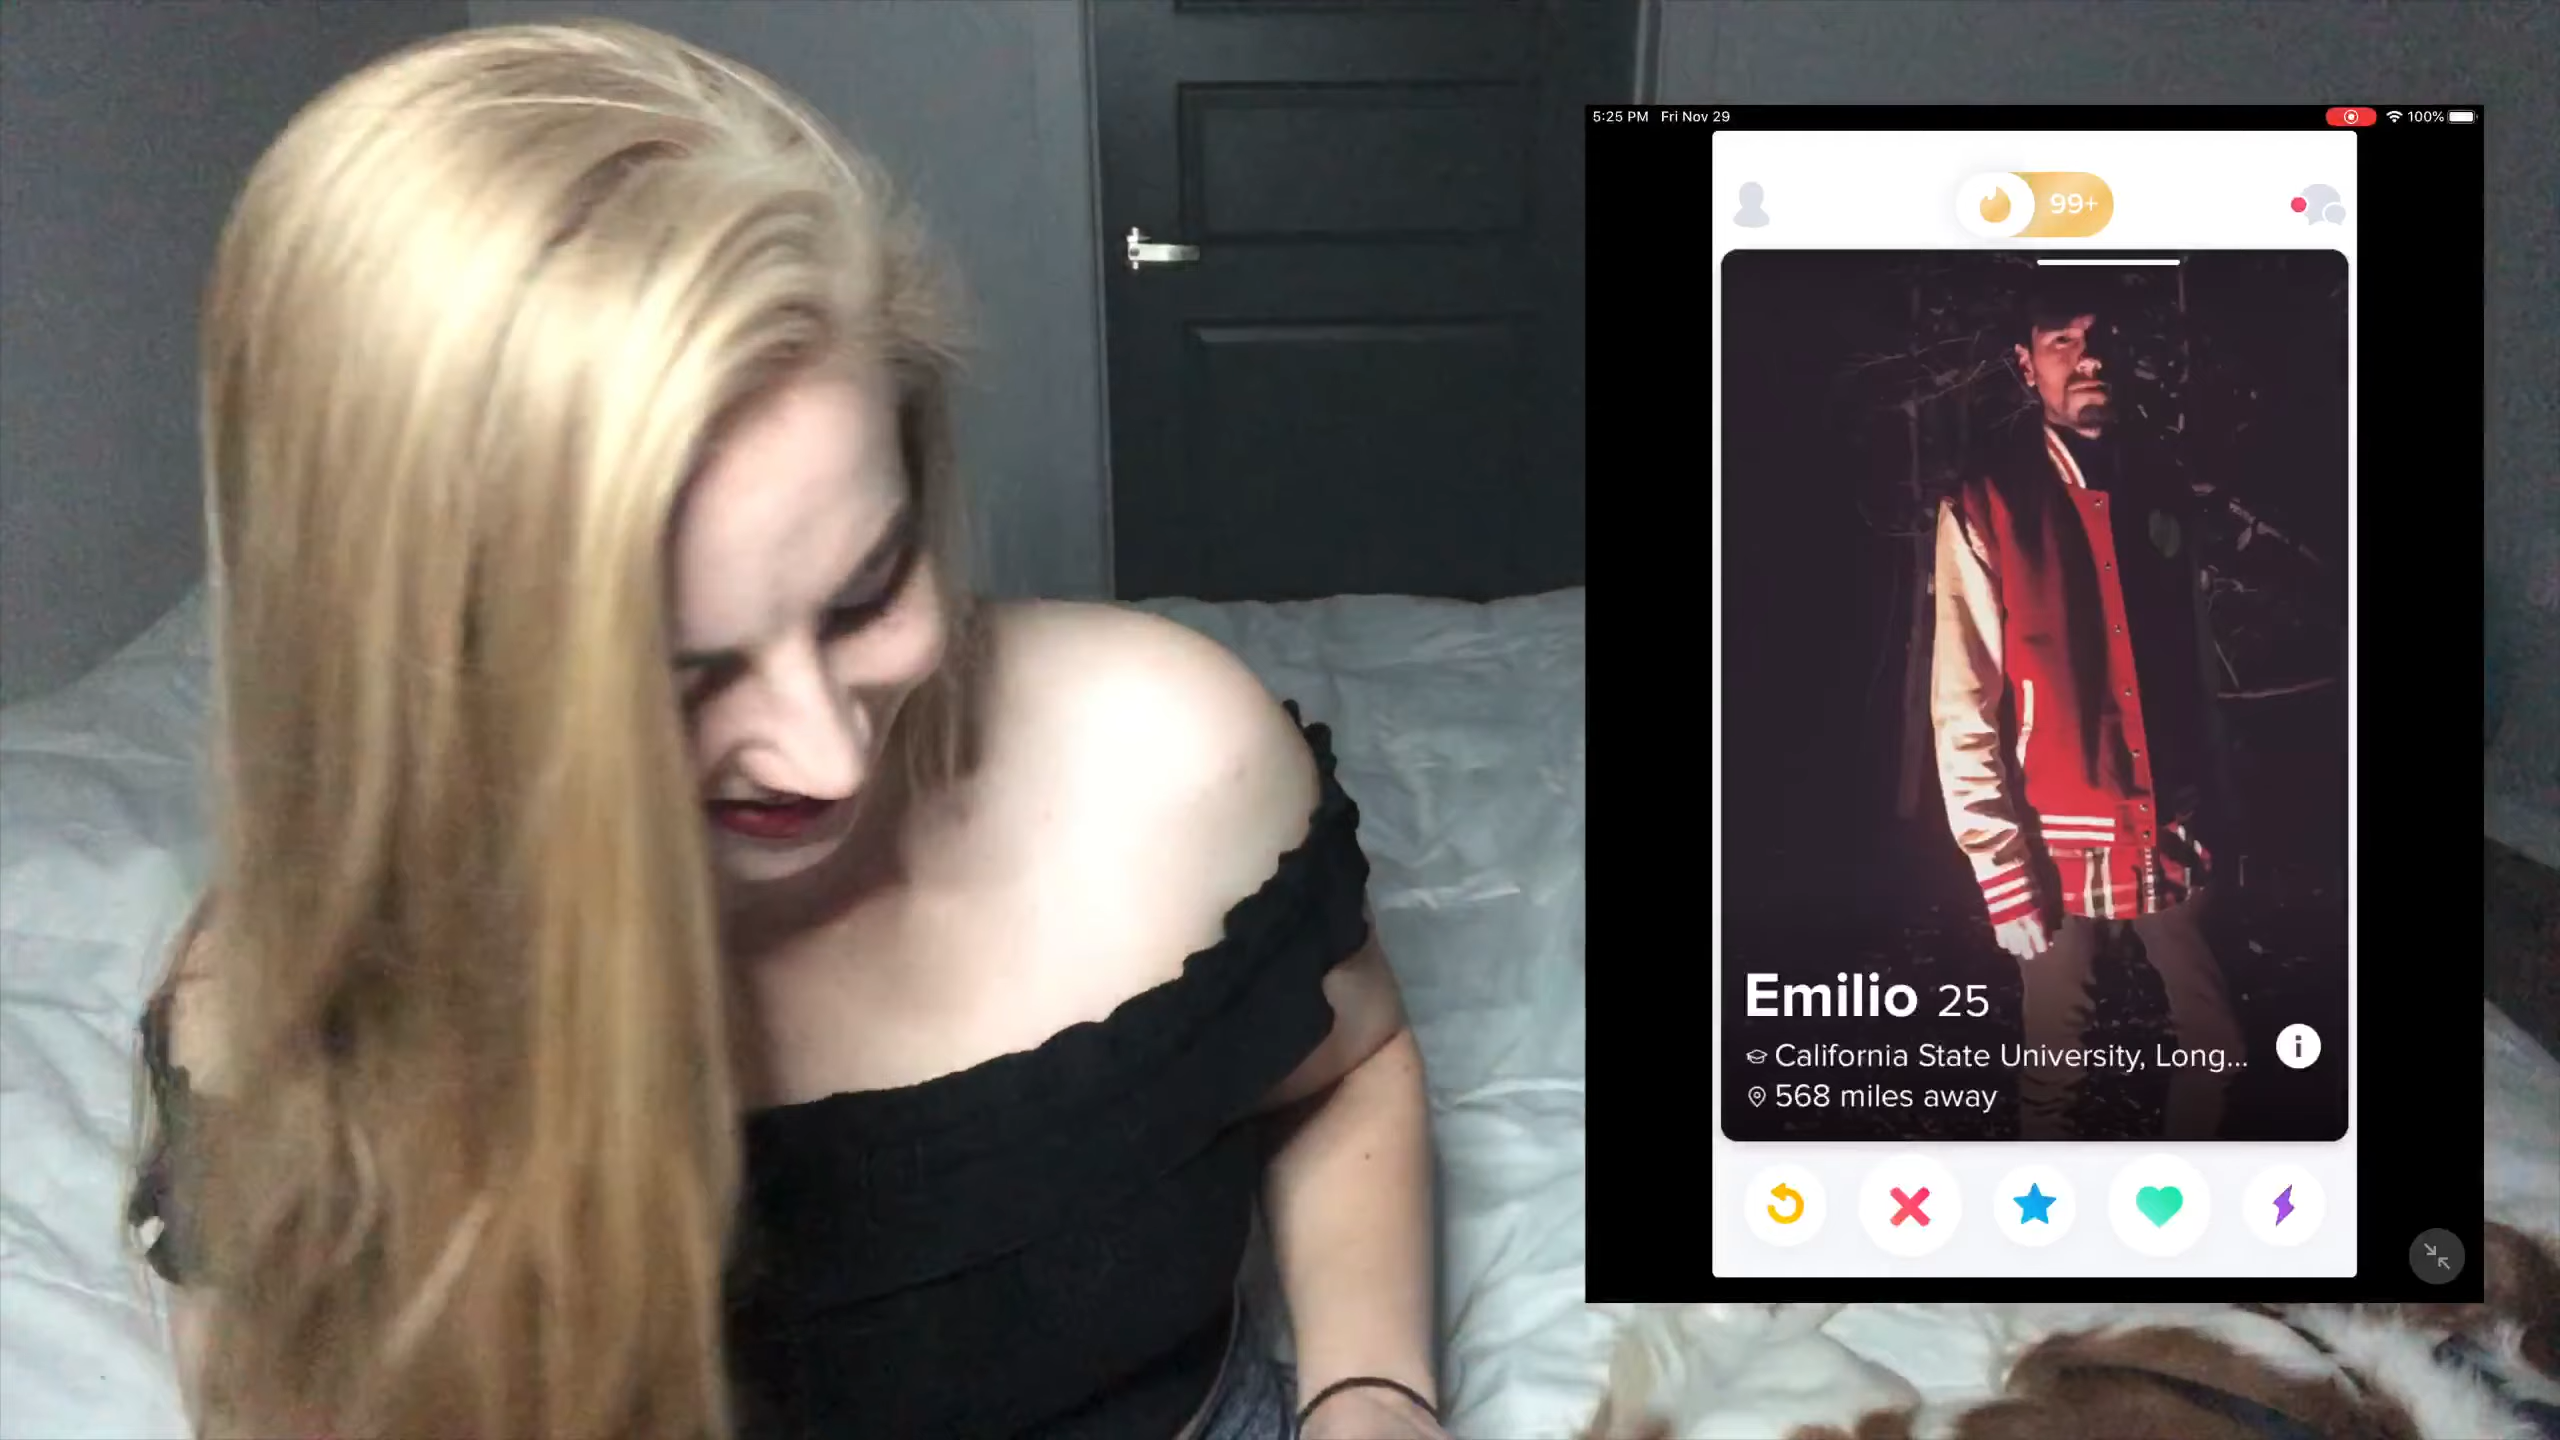 5:25 PM Fri Nov 29
100%
99+
Emilio 25
California State University, Long...
568 miles away